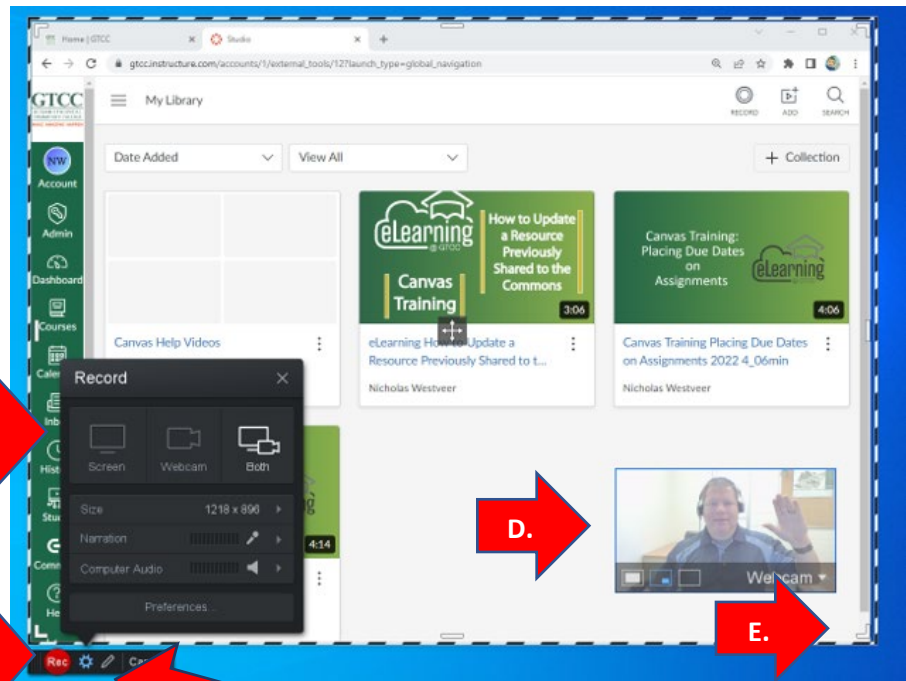 Home | GTCC
Studio
gtcc.instructure.com/accounts/1/external_tools/12?launch_type=global_navigation
GTCC
My Library
RECORD
ADD
SEARCH
NW
Account
Date Added
View All
+ Collection
Admin
Dashboard
Courses
eLearning
@ GTCC
Canvas
Training
How to Update
a Resource
Previously
Shared to the
Commons
3:06
Canvas Training:
Placing Due Dates
on
Assignments
eLearning
4:06
Canvas Help Videos
eLearning How to Update a
Resource Previously Shared to t...
Nicholas Westveer
Canvas Training Placing Due Dates
on Assignments 2022 4_06min
Nicholas Westveer
Record
Screen
Webcam
Both
Size
1218 x 896
Narration
Computer Audio
Preferences...
4:14
D.
Webcam
E.
Rec